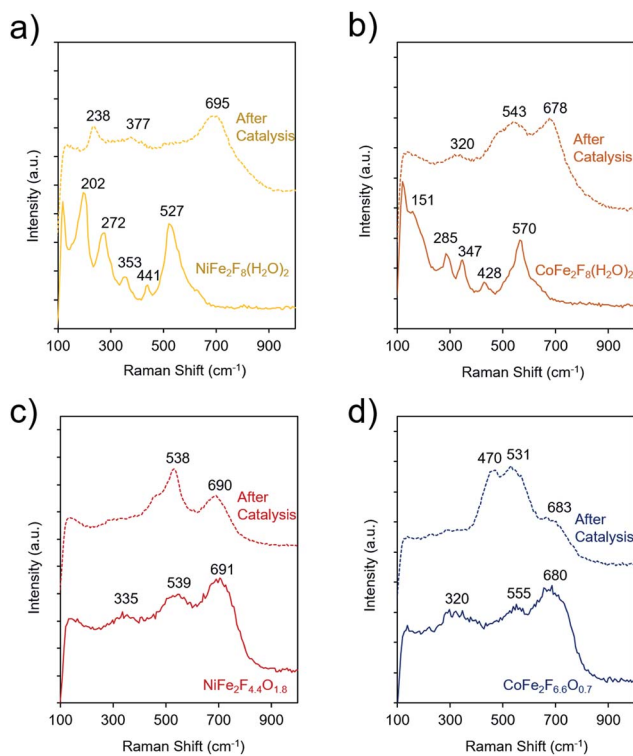 a)
Intensity (a.u.)
238
377
695
After
Catalysis
202
272
353
441
527
NiFe₂F₈(H₂O)₂
100 300 500 700 900
Raman Shift (cm⁻¹)
b)
Intensity (a.u.)
320
543
678
After
Catalysis
151
285
347
428
570
CoFe₂F₈(H₂O)₂
100 300 500 700 900
Raman Shift (cm⁻¹)
c)
Intensity (a.u.)
538
690
After
Catalysis
335
539
691
NiFe₂F₄.₄O₁.₈
100 300 500 700 900
Raman Shift (cm⁻¹)
d)
Intensity (a.u.)
470
531
683
After
Catalysis
320
555
680
CoFe₂F₆.₆O₀.₇
100 300 500 700 900
Raman Shift (cm⁻¹)